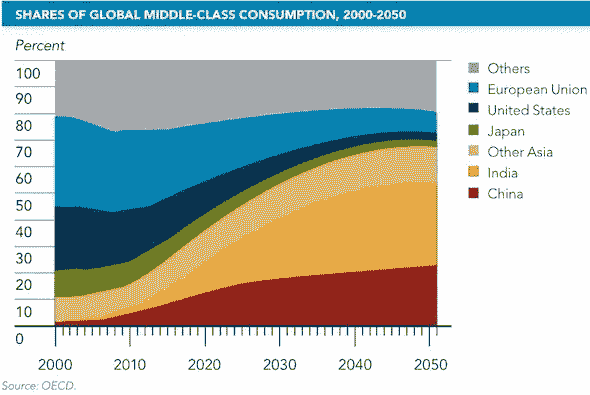 SHARES OF GLOBAL MIDDLE-CLASS CONSUMPTION, 2000-2050
Percent
100
90
80
70
60
50
40
30
20
10
0
2000 2010 2020 2030 2040 2050
Others
European Union
United States
Japan
Other Asia
India
China
Source: OECD.